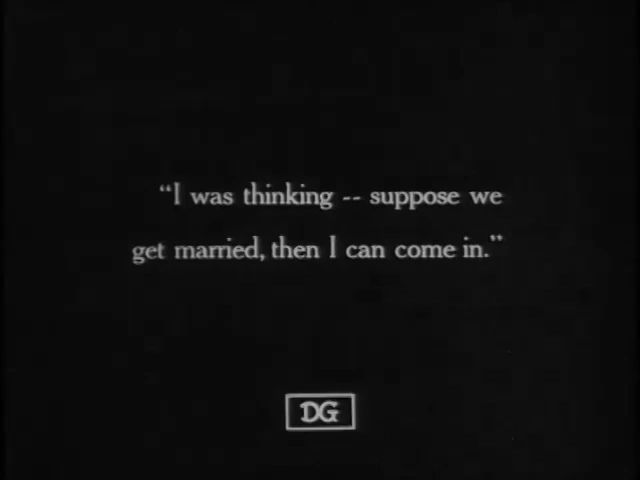 “I was thinking -- suppose we
get married, then I can come in.”
DG